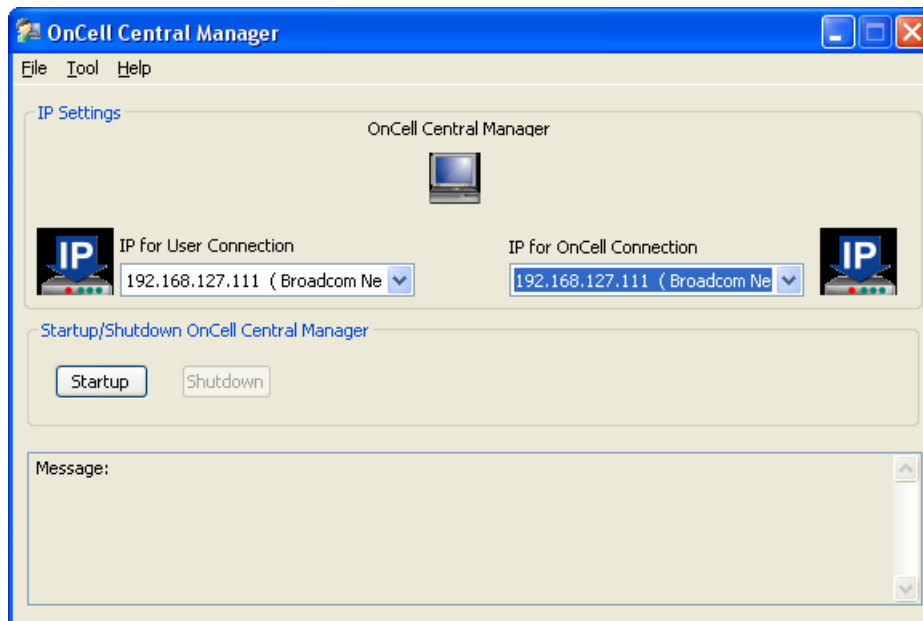 OnCell Central Manager
File Tool Help
IP Settings
OnCell Central Manager
IP IP for User Connection IP for OnCell Connection IP
192.168.127.111 ( Broadcom Ne 192.168.127.111 ( Broadcom Ne
Startup/Shutdown OnCell Central Manager
Startup Shutdown
Message: